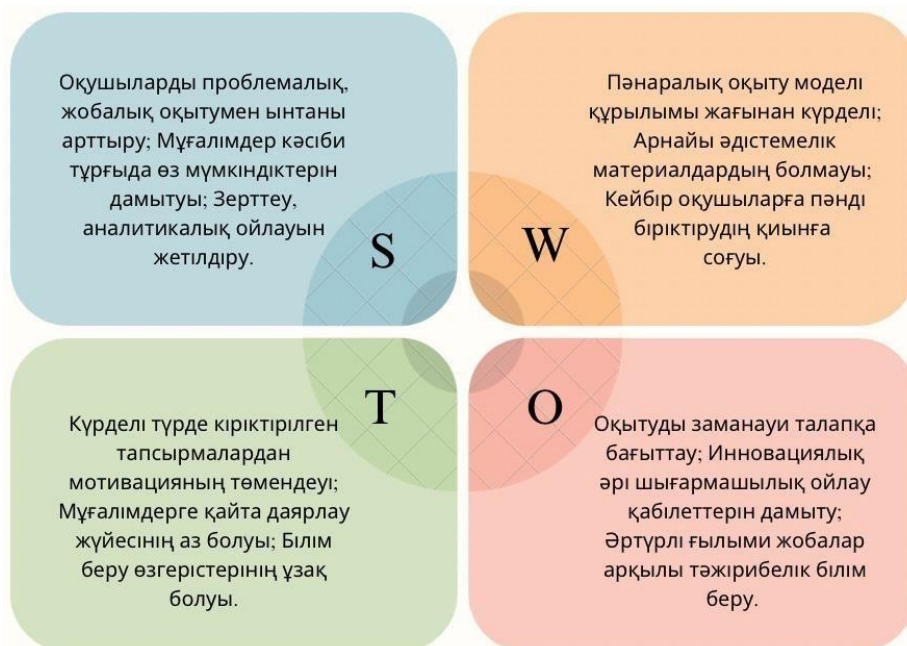 Оқушыларды проблемалық,
жобалық оқытумен ынтаны
арттыру; Мұғалімдер кәсіби
тұрғыда өз мүмкіндіктерін
дамытуы; Зерттеу,
аналитикалық ойлауын
жетілдіру.
S
Пәнаралық оқыту моделі
құрылымы жағынан күрделі;
Арнайы әдістемелік
материалдардың болмауы;
Кейбір оқушыларға пәнді
біріктірудің қиынға
соғуы.
W
Күрделі түрде кіріктірілген
тапсырмалардан
мотивацияның төмендеуі;
Мұғалімдерге қайта даярлау
жүйесінің аз болуы; Білім
беру өзгерістерінің ұзақ
болуы.
T
Оқытуды заманауи талапқа
бағыттау; Инновациялық
әрі шығармашылық ойлау
қабілеттерін дамыту;
Әртүрлі ғылыми жобалар
арқылы тәжірибелік білім
беру.
O